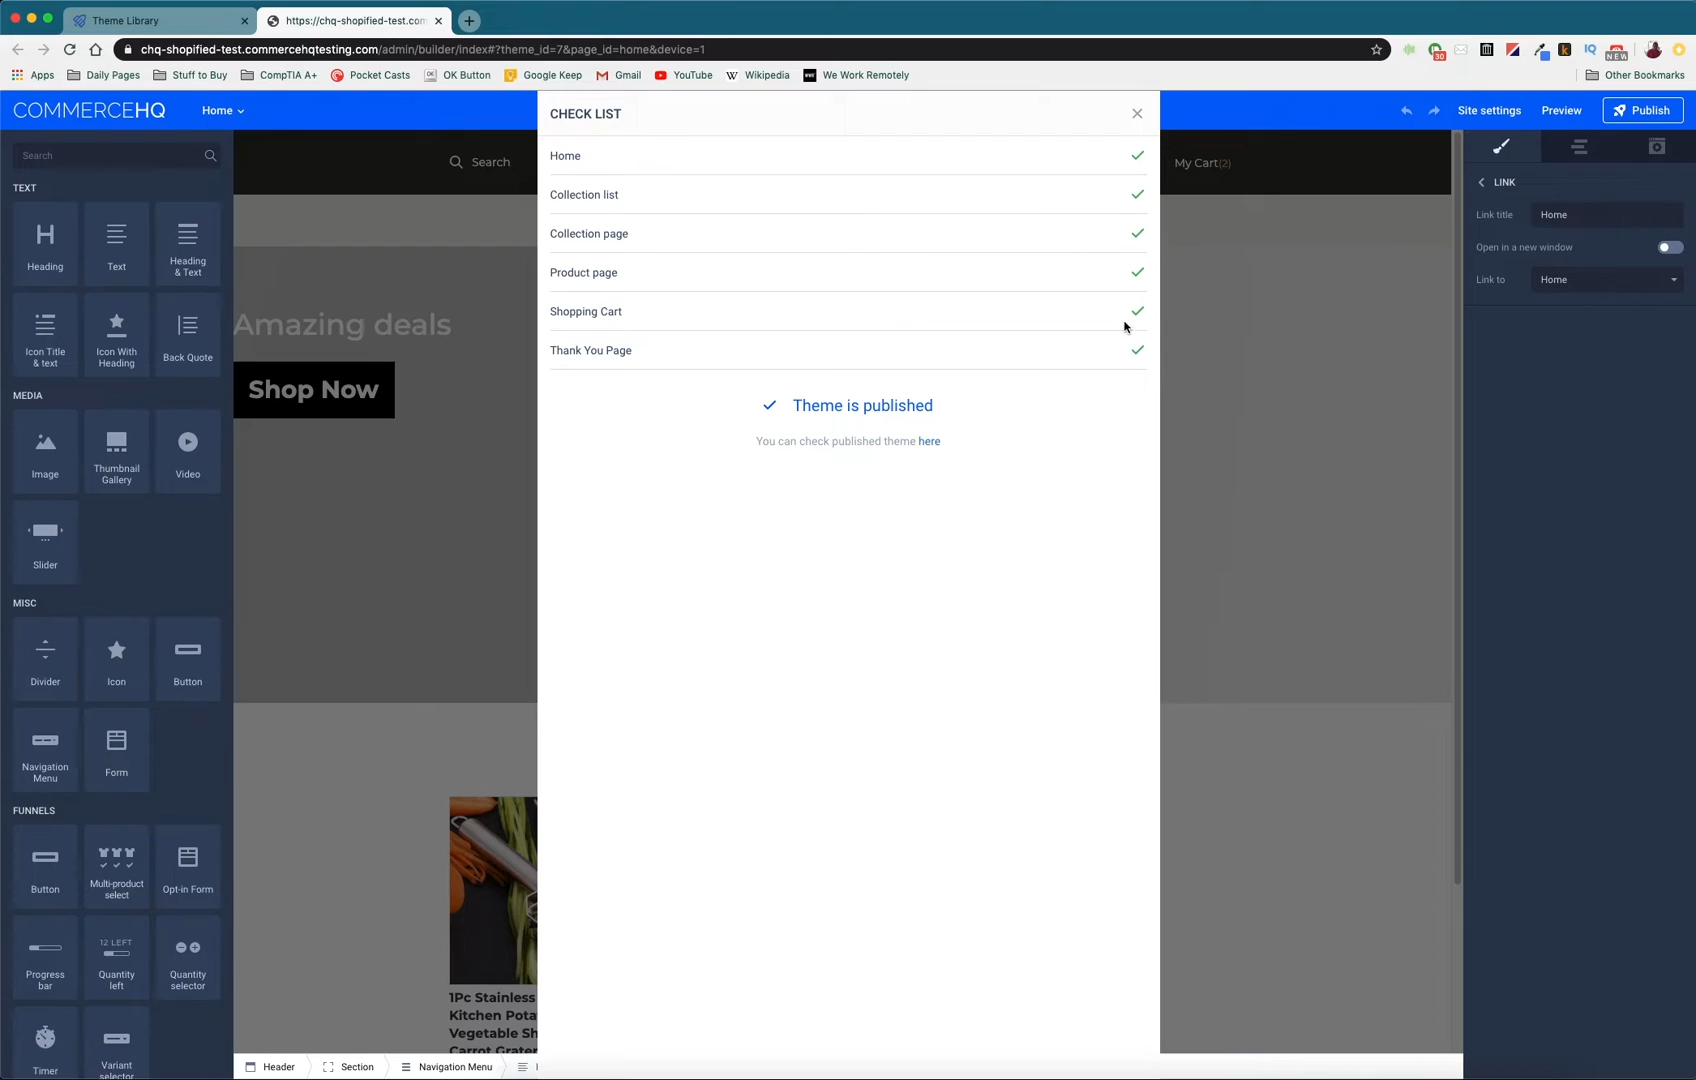 Theme Library
https://chq-shopified-test.com
chq-shopified-test.commercehqtesting.com/admin/builder/index#?theme_id=7&page_id=home&device=1
30
NEW
Apps
Daily Pages
Stuff to Buy
CompTIA A+
Pocket Casts
OK Button
Google Keep
Gmail
YouTube
Wikipedia
We Work Remotely
Other Bookmarks
COMMERCEHQ
Home
CHECK LIST
Site settings
Preview
Publish
Search
Search
My Cart(2)
TEXT
Heading
Text
Heading
& Text
Icon Title
& text
Icon With
Heading
Back Quote
MEDIA
Image
Thumbnail
Gallery
Video
Slider
MISC
Divider
Icon
Button
Navigation
Menu
Form
FUNNELS
Button
Multi-product
select
Opt-in Form
Progress
bar
12 LEFT
Quantity
left
Quantity
selector
Timer
Variant
selector
Amazing deals
Shop Now
1Pc Stainless
Kitchen Pota
Vegetable Sh
Carrot Grater
Home
Collection list
Collection page
Product page
Shopping Cart
Thank You Page
Theme is published
You can check published theme here
LINK
Link title
Home
Open in a new window
Link to
Home
Header
Section
Navigation Menu